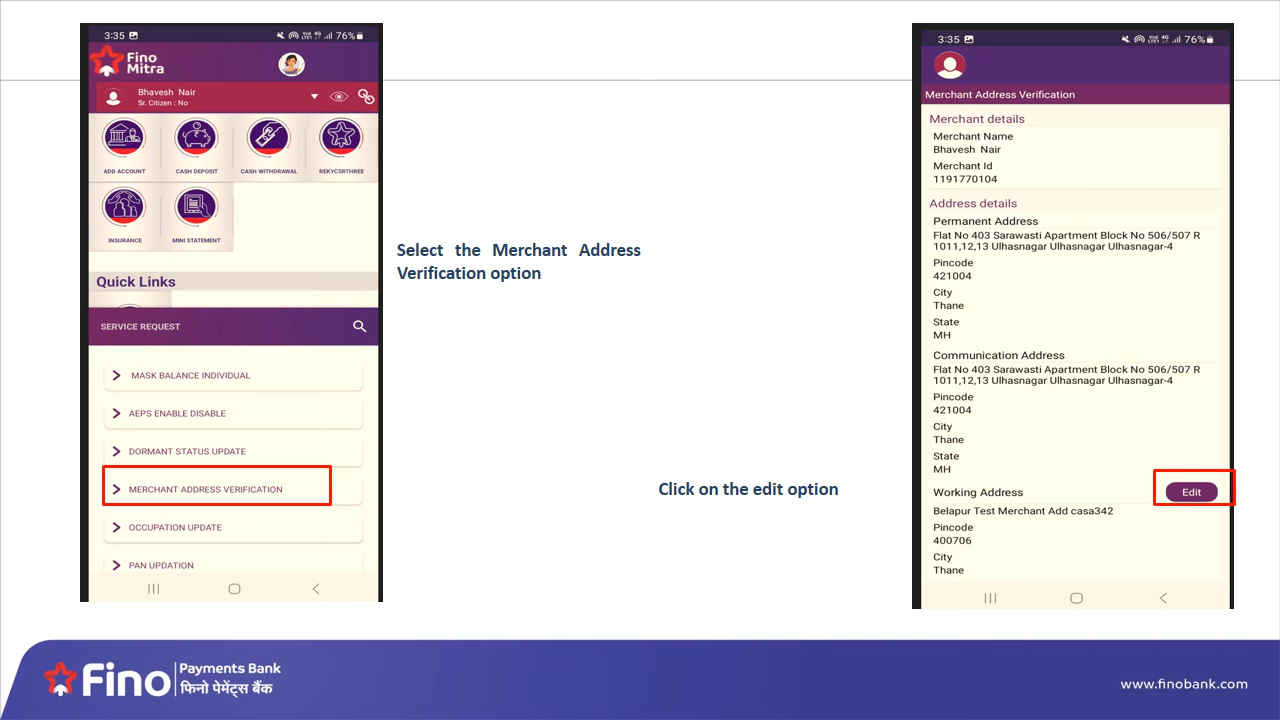 3:35
76%
Fino
Mitra
Bhavesh Nair
Sr. Citizen : No
ADD ACCOUNT
CASH DEPOSIT
CASH WITHDRAWAL
REKYCSRTHREE
INSURANCE
MINI STATEMENT
Quick Links
SERVICE REQUEST
MASK BALANCE INDIVIDUAL
AEPS ENABLE DISABLE
DORMANT STATUS UPDATE
MERCHANT ADDRESS VERIFICATION
OCCUPATION UPDATE
PAN UPDATION
Select the Merchant Address
Verification option
Click on the edit option
3:35
76%
Merchant Address Verification
Merchant details
Merchant Name
Bhavesh Nair
Merchant Id
1191770104
Address details
Permanent Address
Flat No 403 Sarawasti Apartment Block No 506/507 R
1011,12,13 Ulhasnagar Ulhasnagar Ulhasnagar-4
Pincode
421004
City
Thane
State
MH
Communication Address
Flat No 403 Sarawasti Apartment Block No 506/507 R
1011,12,13 Ulhasnagar Ulhasnagar Ulhasnagar-4
Pincode
421004
City
Thane
State
MH
Working Address
Edit
Belapur Test Merchant Add casa342
Pincode
400706
City
Thane
Fino
Payments Bank
फिनो पेमेंट्स बैंक
www.finobank.com